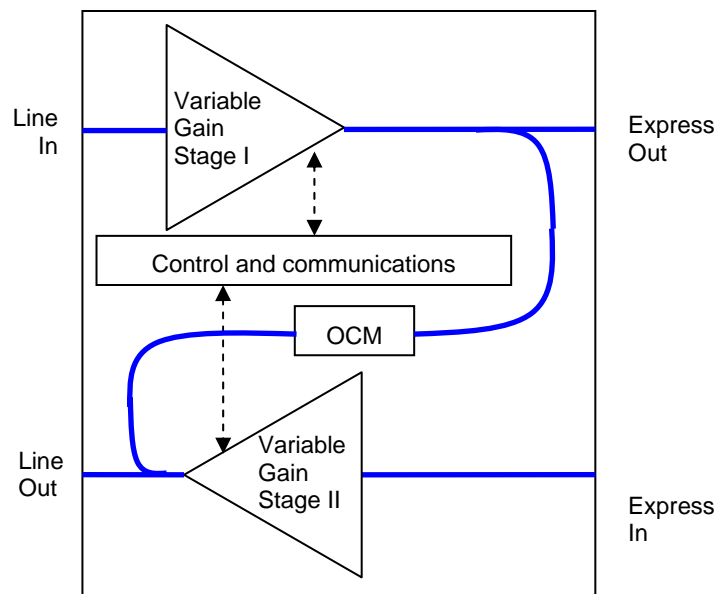 Line
In
Variable
Gain
Stage I
Express
Out
Control and communications
OCM
Line
Out
Variable
Gain
Stage II
Express
In